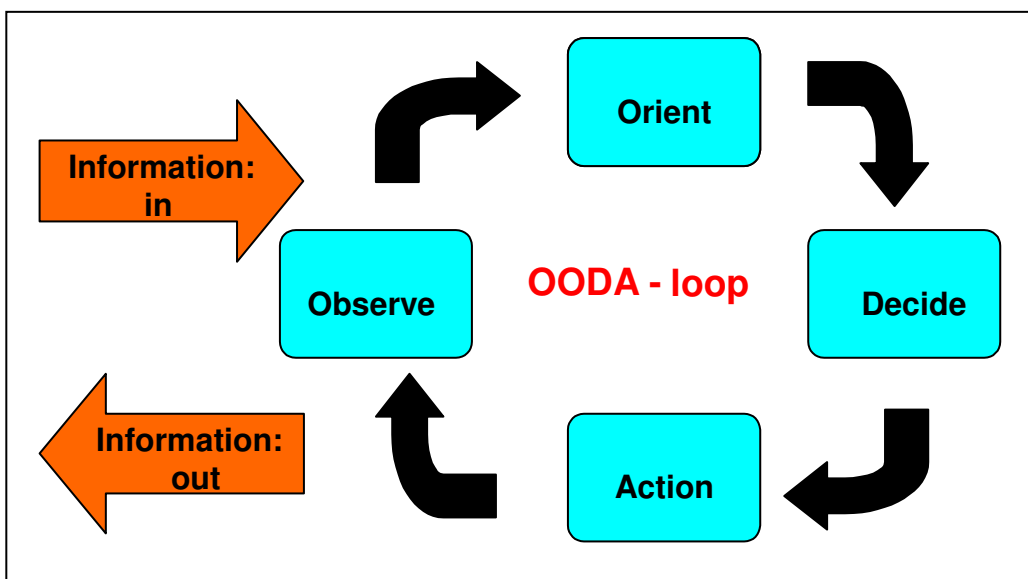 Orient
Information:
in
Observe
OODA - loop
Decide
Information:
out
Action